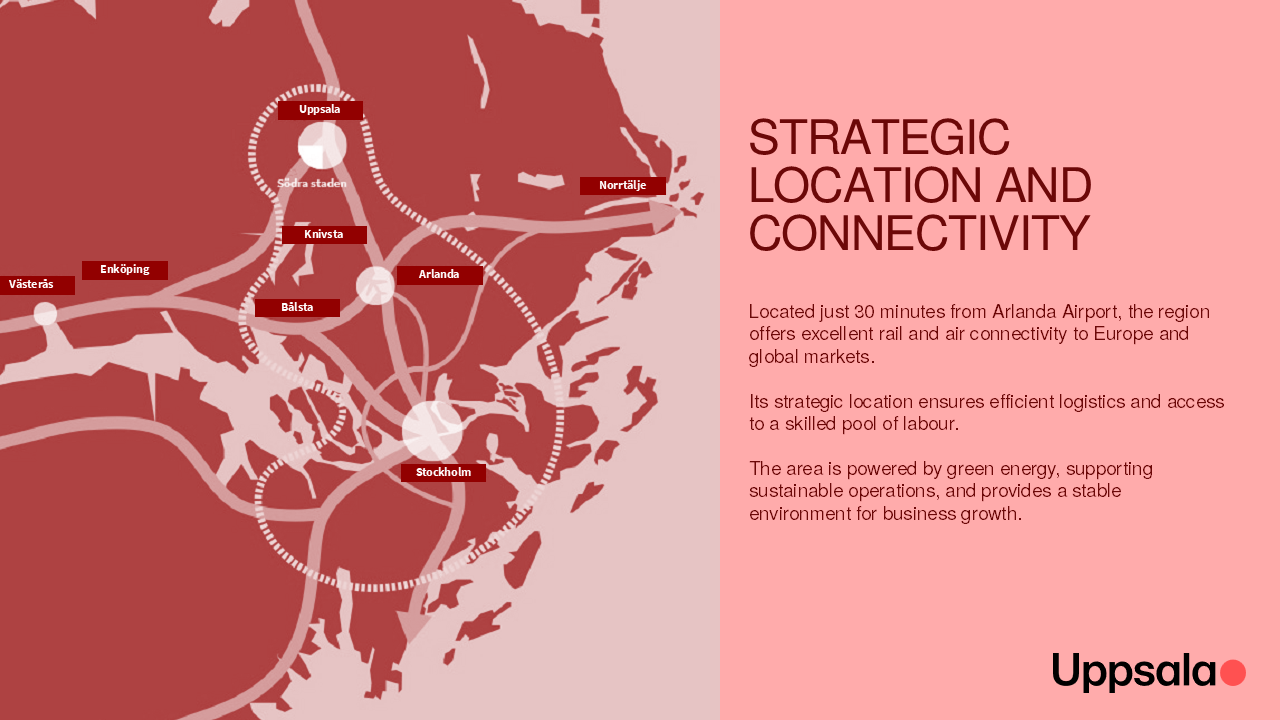 Uppsala
Södra staden
Norrtälje
Knivsta
Enköping
Arlanda
Västerås
Bålsta
Stockholm
STRATEGIC
LOCATION AND
CONNECTIVITY
Located just 30 minutes from Arlanda Airport, the region
offers excellent rail and air connectivity to Europe and
global markets.
Its strategic location ensures efficient logistics and access
to a skilled pool of labour.
The area is powered by green energy, supporting
sustainable operations, and provides a stable
environment for business growth.
Uppsala